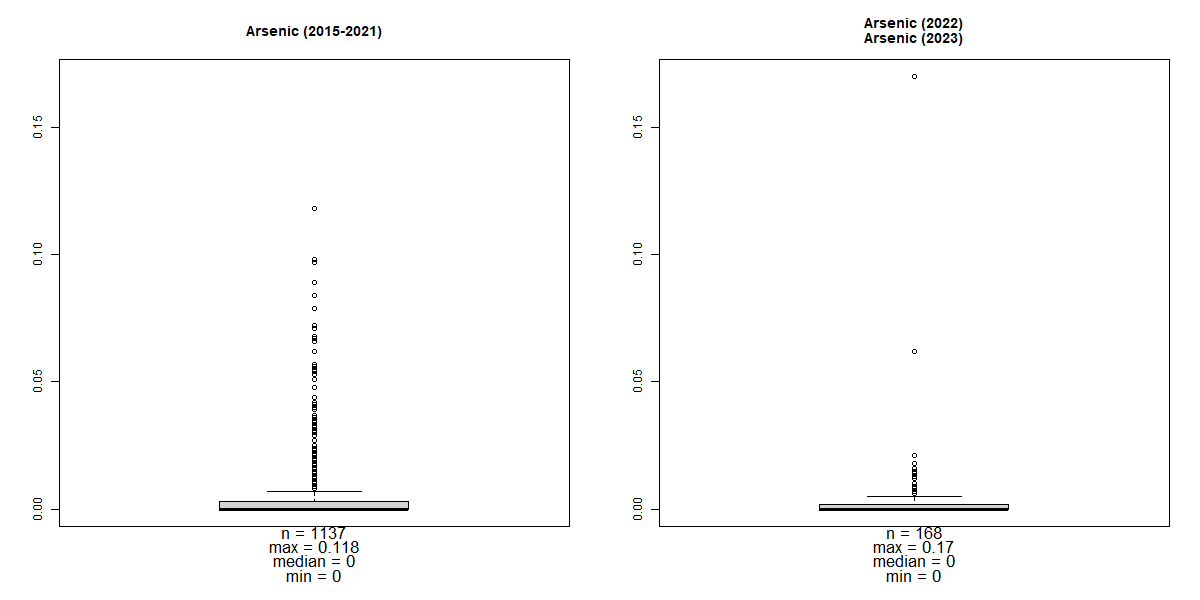 Arsenic (2015-2021)
0.15
0.10
0.05
0.00
n = 1137
max = 0.118
median = 0
min = 0
Arsenic (2022)
Arsenic (2023)
0.15
0.10
0.05
0.00
n = 168
max = 0.17
median = 0
min = 0